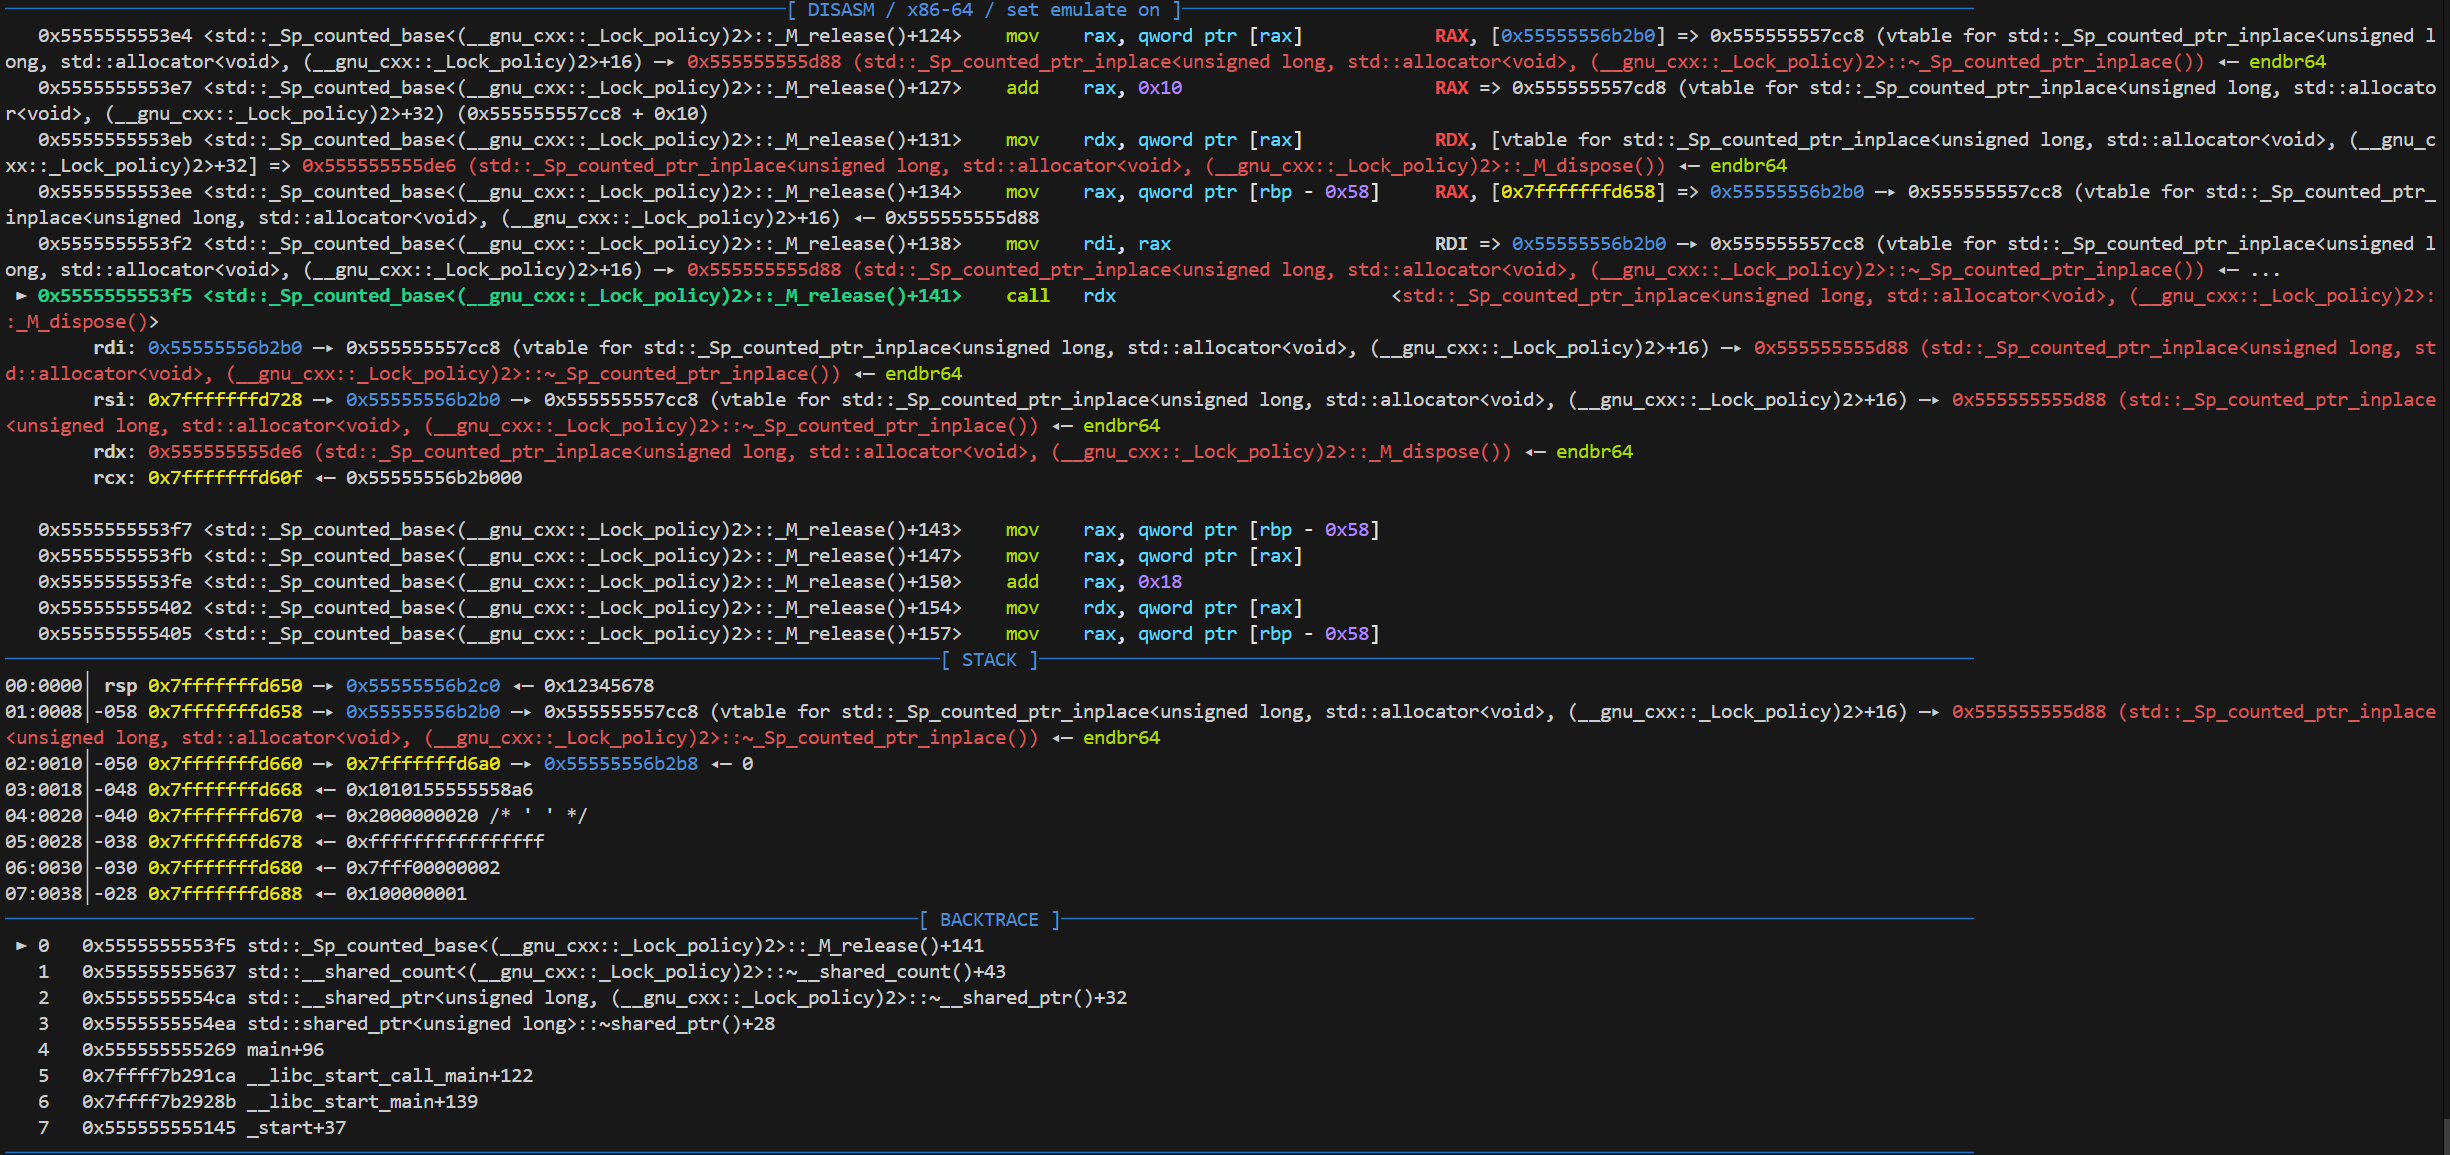 [ DISASM / x86-64 / set emulate on ]
0x5555555553e4 <std::_Sp_counted_base<(__gnu_cxx::_Lock_policy)2>::_M_release()+124>    mov    rax, qword ptr [rax]            RAX, [0x55555556b2b0] => 0x555555557cc8 (vtable for std::_Sp_counted_ptr_inplace<unsigned l
ong, std::allocator<void>, (__gnu_cxx::_Lock_policy)2>+16) —▸ 0x555555555d88 (std::_Sp_counted_ptr_inplace<unsigned long, std::allocator<void>, (__gnu_cxx::_Lock_policy)2>::~_Sp_counted_ptr_inplace()) ◂— endbr64
0x5555555553e7 <std::_Sp_counted_base<(__gnu_cxx::_Lock_policy)2>::_M_release()+127>    add    rax, 0x10                       RAX => 0x555555557cd8 (vtable for std::_Sp_counted_ptr_inplace<unsigned long, std::allocato
r<void>, (__gnu_cxx::_Lock_policy)2>+32) (0x555555557cc8 + 0x10)
0x5555555553eb <std::_Sp_counted_base<(__gnu_cxx::_Lock_policy)2>::_M_release()+131>    mov    rdx, qword ptr [rax]            RDX, [vtable for std::_Sp_counted_ptr_inplace<unsigned long, std::allocator<void>, (__gnu_c
xx::_Lock_policy)2>+32] => 0x555555555de6 (std::_Sp_counted_ptr_inplace<unsigned long, std::allocator<void>, (__gnu_cxx::_Lock_policy)2>::_M_dispose()) ◂— endbr64
0x5555555553ee <std::_Sp_counted_base<(__gnu_cxx::_Lock_policy)2>::_M_release()+134>    mov    rax, qword ptr [rbp - 0x58]     RAX, [0x7fffffffd658] => 0x55555556b2b0 —▸ 0x555555557cc8 (vtable for std::_Sp_counted_ptr_
inplace<unsigned long, std::allocator<void>, (__gnu_cxx::_Lock_policy)2>+16) ◂— 0x555555555d88
0x5555555553f2 <std::_Sp_counted_base<(__gnu_cxx::_Lock_policy)2>::_M_release()+138>    mov    rdi, rax                        RDI => 0x55555556b2b0 —▸ 0x555555557cc8 (vtable for std::_Sp_counted_ptr_inplace<unsigned l
ong, std::allocator<void>, (__gnu_cxx::_Lock_policy)2>+16) —▸ 0x555555555d88 (std::_Sp_counted_ptr_inplace<unsigned long, std::allocator<void>, (__gnu_cxx::_Lock_policy)2>::~_Sp_counted_ptr_inplace()) ◂— ...
► 0x5555555553f5 <std::_Sp_counted_base<(__gnu_cxx::_Lock_policy)2>::_M_release()+141>    call   rdx                         <std::_Sp_counted_ptr_inplace<unsigned long, std::allocator<void>, (__gnu_cxx::_Lock_policy)2>:
:_M_dispose()>
rdi: 0x55555556b2b0 —▸ 0x555555557cc8 (vtable for std::_Sp_counted_ptr_inplace<unsigned long, std::allocator<void>, (__gnu_cxx::_Lock_policy)2>+16) —▸ 0x555555555d88 (std::_Sp_counted_ptr_inplace<unsigned long, st
d::allocator<void>, (__gnu_cxx::_Lock_policy)2>::~_Sp_counted_ptr_inplace()) ◂— endbr64
rsi: 0x7fffffffd728 —▸ 0x55555556b2b0 —▸ 0x555555557cc8 (vtable for std::_Sp_counted_ptr_inplace<unsigned long, std::allocator<void>, (__gnu_cxx::_Lock_policy)2>+16) —▸ 0x555555555d88 (std::_Sp_counted_ptr_inplace
<unsigned long, std::allocator<void>, (__gnu_cxx::_Lock_policy)2>::~_Sp_counted_ptr_inplace()) ◂— endbr64
rdx: 0x555555555de6 (std::_Sp_counted_ptr_inplace<unsigned long, std::allocator<void>, (__gnu_cxx::_Lock_policy)2>::_M_dispose()) ◂— endbr64
rcx: 0x7fffffffd60f ◂— 0x55555556b2b000
0x5555555553f7 <std::_Sp_counted_base<(__gnu_cxx::_Lock_policy)2>::_M_release()+143>    mov    rax, qword ptr [rbp - 0x58]
0x5555555553fb <std::_Sp_counted_base<(__gnu_cxx::_Lock_policy)2>::_M_release()+147>    mov    rax, qword ptr [rax]
0x5555555553fe <std::_Sp_counted_base<(__gnu_cxx::_Lock_policy)2>::_M_release()+150>    add    rax, 0x18
0x555555555402 <std::_Sp_counted_base<(__gnu_cxx::_Lock_policy)2>::_M_release()+154>    mov    rdx, qword ptr [rax]
0x555555555405 <std::_Sp_counted_base<(__gnu_cxx::_Lock_policy)2>::_M_release()+157>    mov    rax, qword ptr [rbp - 0x58]
[ STACK ]
00:0000│ rsp 0x7fffffffd650 —▸ 0x55555556b2c0 ◂— 0x12345678
01:0008│-058 0x7fffffffd658 —▸ 0x55555556b2b0 —▸ 0x555555557cc8 (vtable for std::_Sp_counted_ptr_inplace<unsigned long, std::allocator<void>, (__gnu_cxx::_Lock_policy)2>+16) —▸ 0x555555555d88 (std::_Sp_counted_ptr_inplace
<unsigned long, std::allocator<void>, (__gnu_cxx::_Lock_policy)2>::~_Sp_counted_ptr_inplace()) ◂— endbr64
02:0010│-050 0x7fffffffd660 —▸ 0x7fffffffd6a0 —▸ 0x55555556b2b8 ◂— 0
03:0018│-048 0x7fffffffd668 ◂— 0x1010155555558a6
04:0020│-040 0x7fffffffd670 ◂— 0x2000000020 /* ' ' */
05:0028│-038 0x7fffffffd678 ◂— 0xffffffffffffffff
06:0030│-030 0x7fffffffd680 ◂— 0x7fff00000002
07:0038│-028 0x7fffffffd688 ◂— 0x100000001
[ BACKTRACE ]
► 0   0x5555555553f5 std::_Sp_counted_base<(__gnu_cxx::_Lock_policy)2>::_M_release()+141
1   0x555555555637 std::__shared_count<(__gnu_cxx::_Lock_policy)2>::~__shared_count()+43
2   0x5555555554ca std::__shared_ptr<unsigned long, (__gnu_cxx::_Lock_policy)2>::~__shared_ptr()+32
3   0x5555555554ea std::shared_ptr<unsigned long>::~shared_ptr()+28
4   0x555555555269 main+96
5   0x7ffff7b291ca __libc_start_call_main+122
6   0x7ffff7b2928b __libc_start_main+139
7   0x555555555145 _start+37